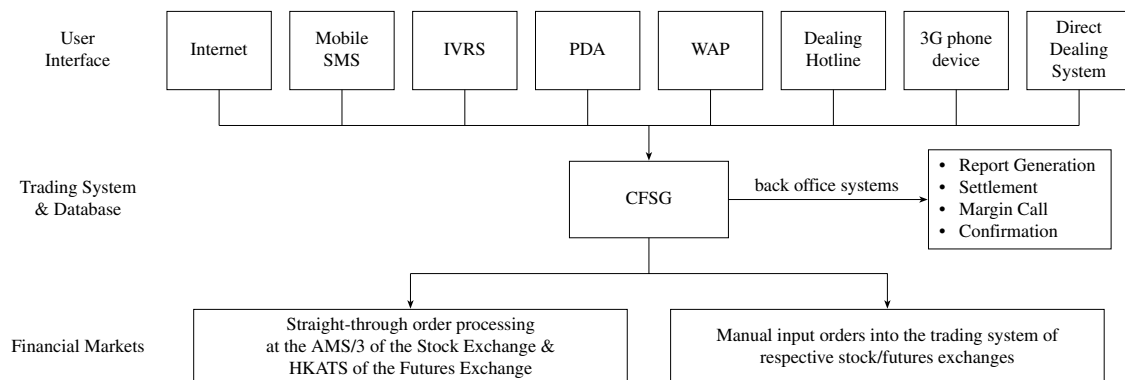 User
Interface
Internet
Mobile
SMS
IVRS
PDA
WAP
Dealing
Hotline
3G phone
device
Direct
Dealing
System
Trading System
& Database
CFSG
back office systems
• Report Generation
• Settlement
• Margin Call
• Confirmation
Financial Markets
Straight-through order processing
at the AMS/3 of the Stock Exchange &
HKATS of the Futures Exchange
Manual input orders into the trading system of
respective stock/futures exchanges